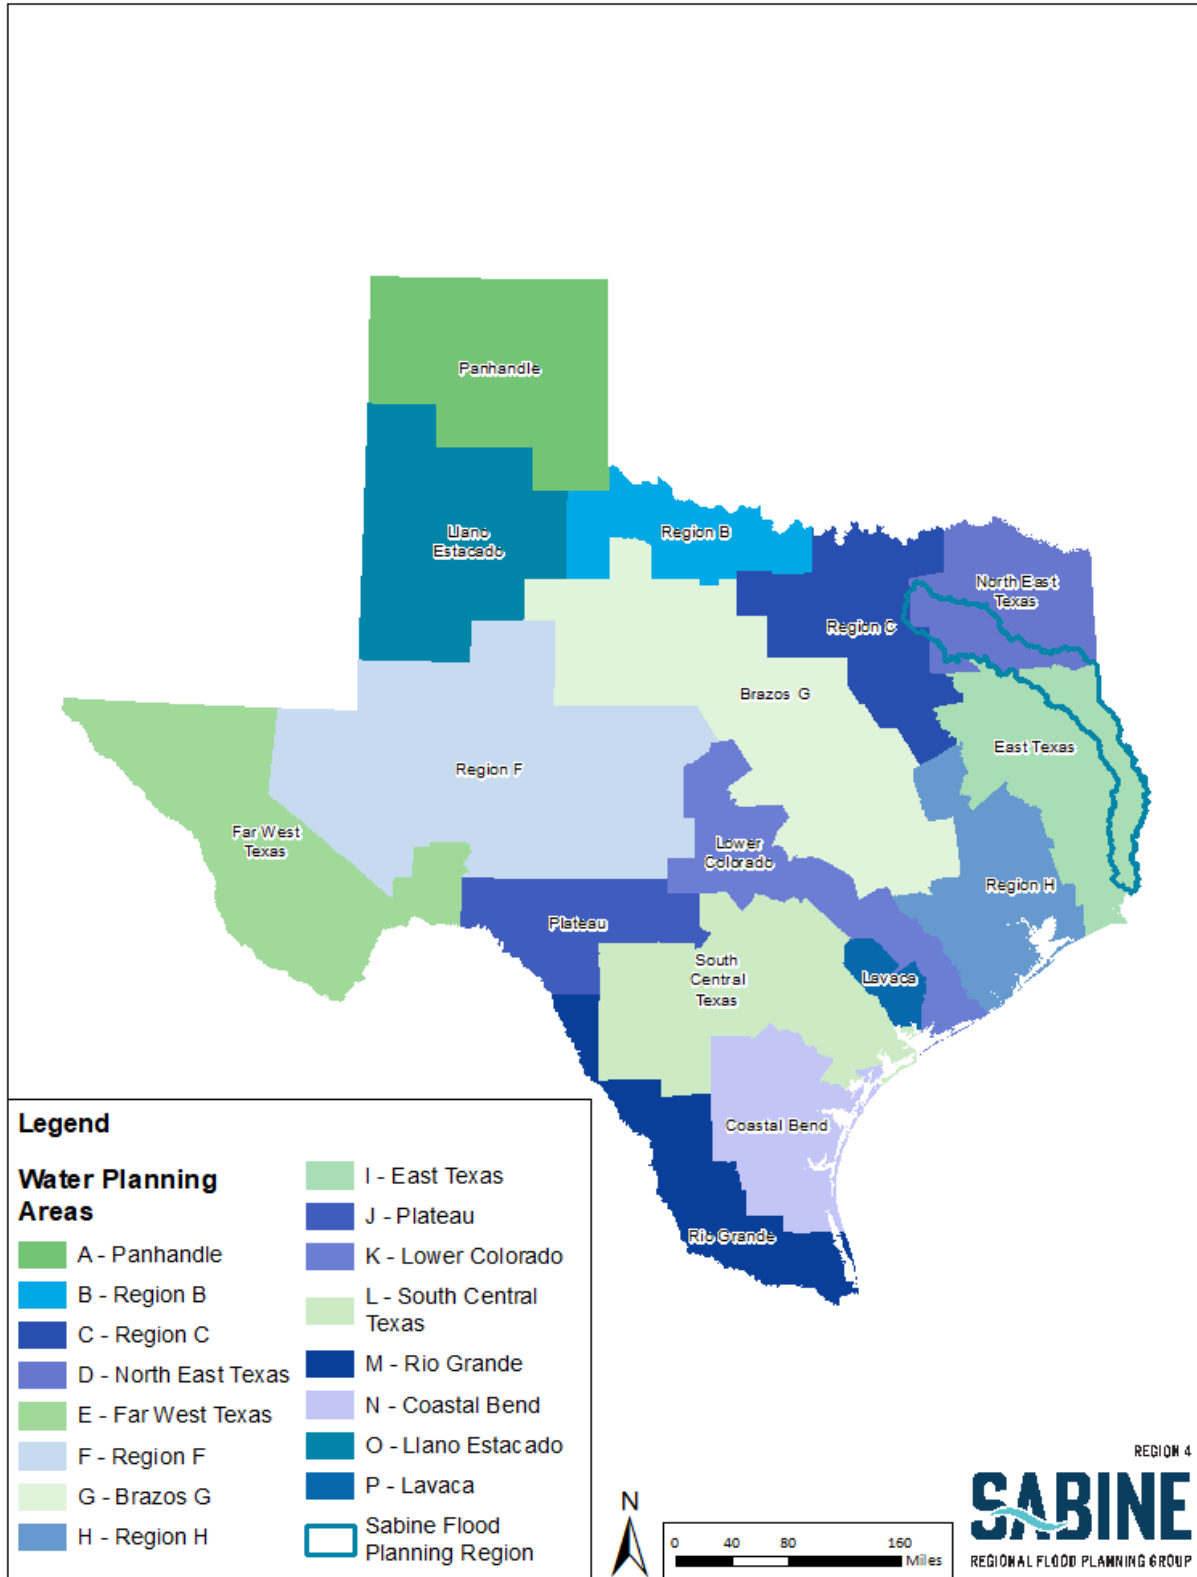 Panhandle
Llano
Estacado
Region B
North East
Texas
Region C
Brazos G
East Texas
Region F
Far West
Texas
Lower
Colorado
Region H
Plateau
South
Central
Texas
Lavaca
Coastal Bend
Rio Grande
Legend
Water Planning
Areas
A - Panhandle
B - Region B
C - Region C
D - North East Texas
E - Far West Texas
F - Region F
G - Brazos G
H - Region H
I - East Texas
J - Plateau
K - Lower Colorado
L - South Central
Texas
M - Rio Grande
N - Coastal Bend
O - Llano Estacado
P - Lavaca
Sabine Flood
Planning Region
N
0 40 80 160
Miles
REGION 4
SABINE
REGIONAL FLOOD PLANNING GROUP